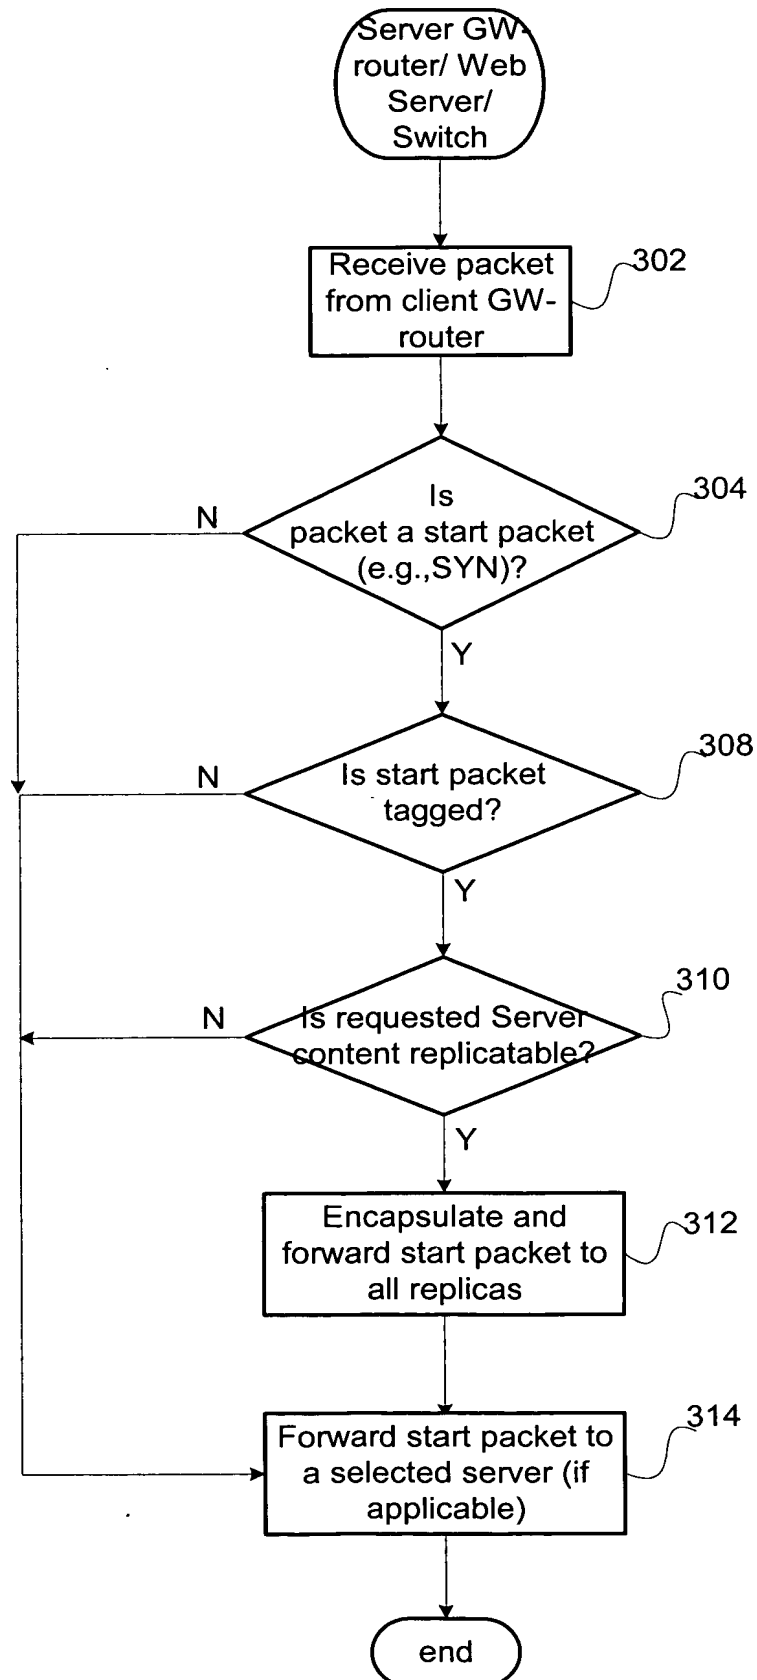 Server GW-
router/ Web
Server/
Switch
Receive packet
from client GW-
router
302
Is
packet a start packet
(e.g.,SYN)?
304
N
Y
Is start packet
tagged?
308
N
Y
Is requested Server
content replicatable?
310
N
Y
Encapsulate and
forward start packet to
all replicas
312
Forward start packet to
a selected server (if
applicable)
314
end